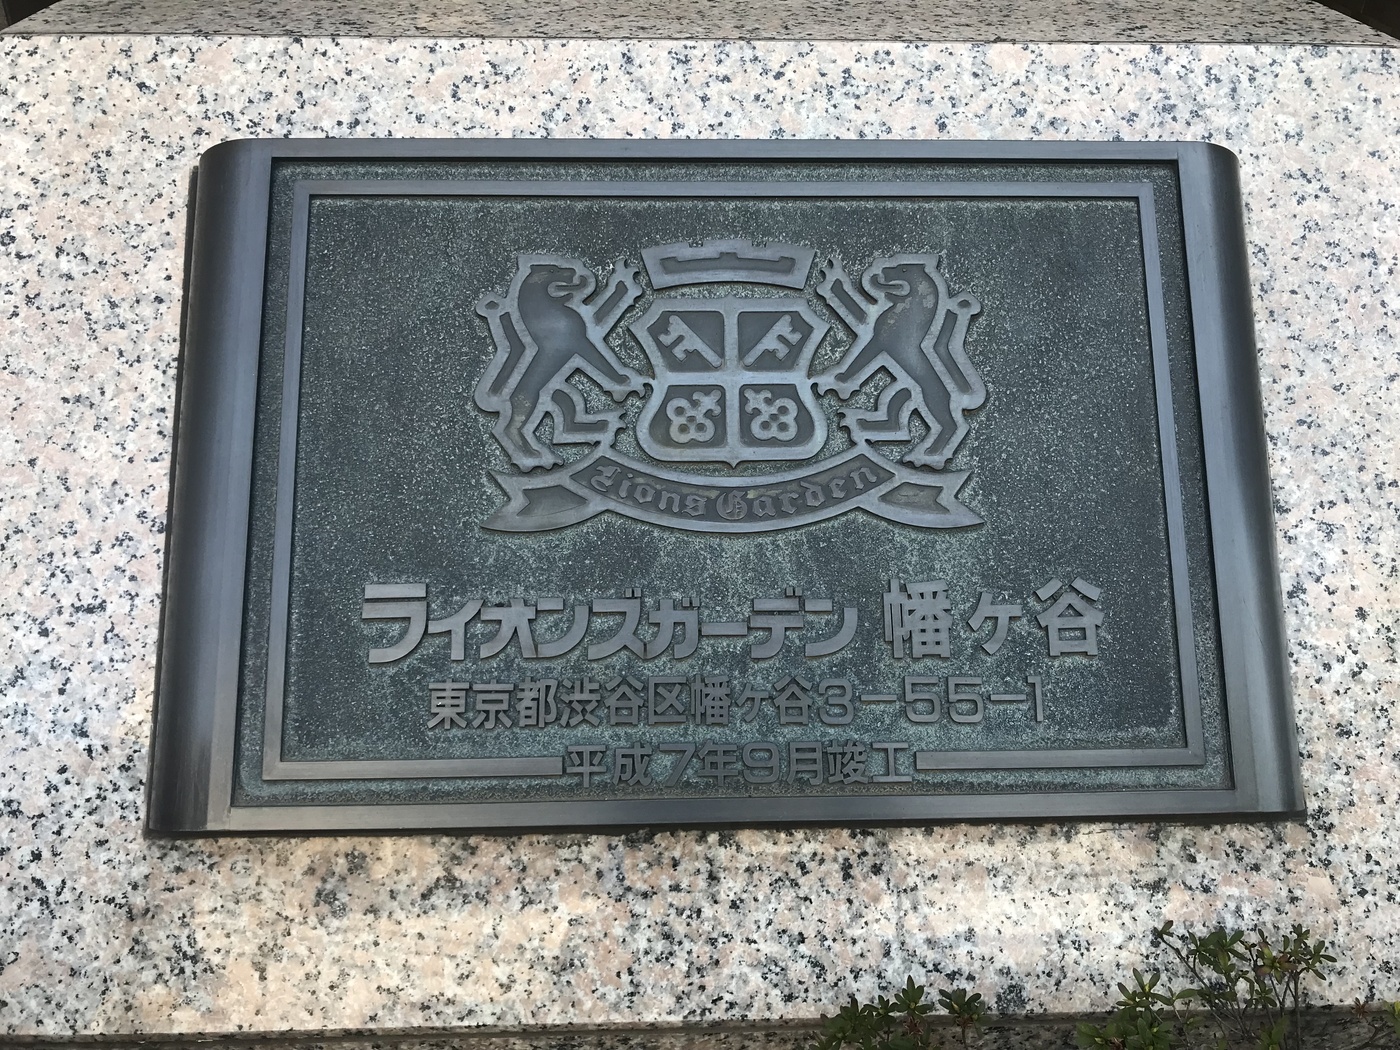 Lions Garden
ライオンズガーデン 幡ヶ谷
東京都渋谷区幡ヶ谷3-55-1
平成7年9月竣工